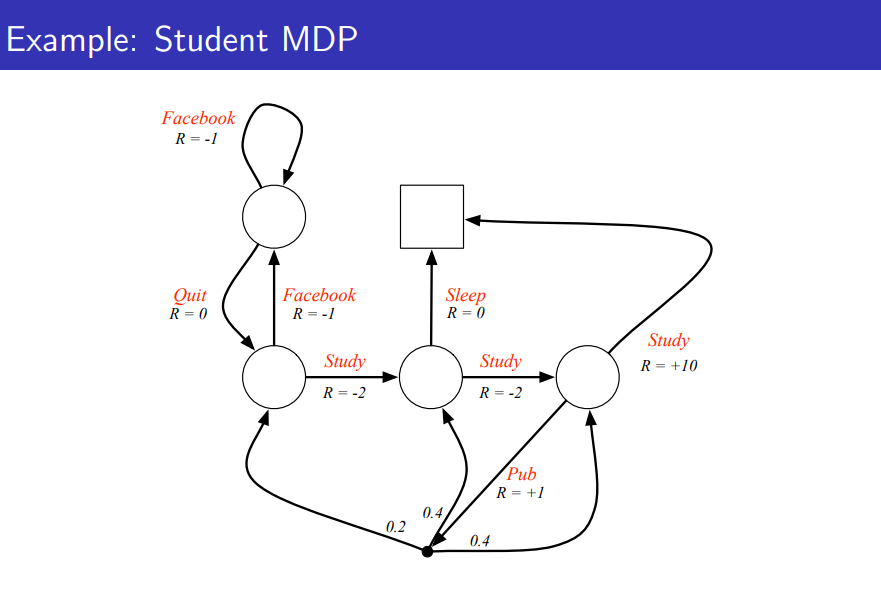 Example: Student MDP
Facebook
R = -1
Quit
R = 0
Facebook
R = -1
Sleep
R = 0
Study
R = -2
Study
R = -2
Study
R = +10
Pub
R = +1
0.2
0.4
0.4